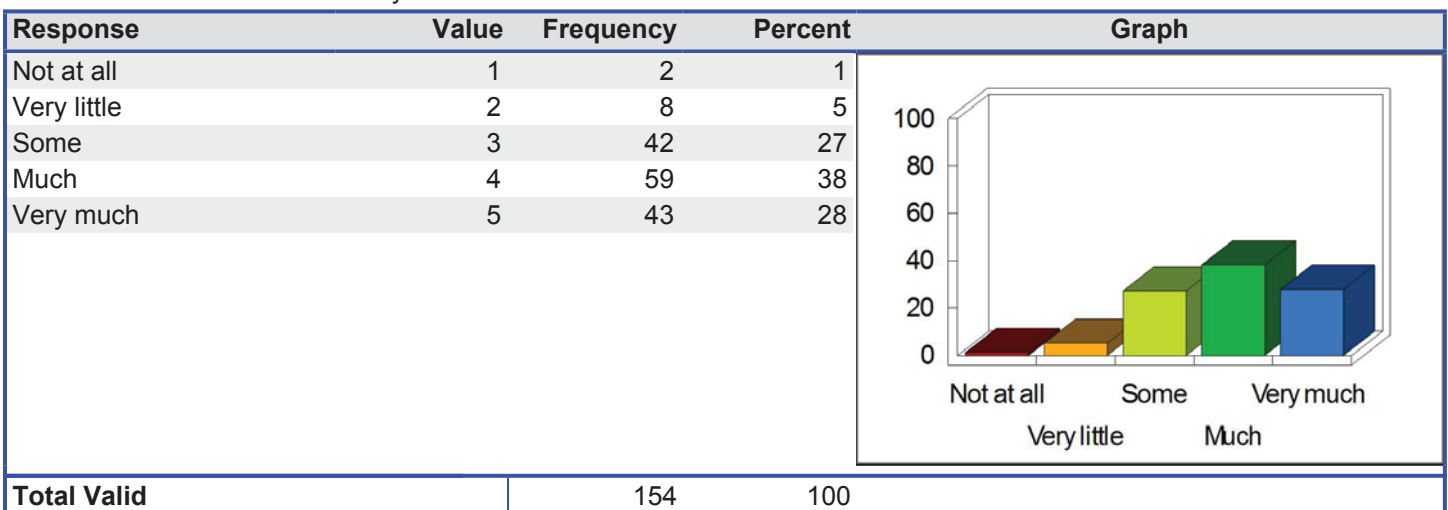 Response Value Frequency Percent Graph
Not at all 1 2 1
Very little 2 8 5
Some 3 42 27
Much 4 59 38
Very much 5 43 28
100
80
60
40
20
0
Not at all Some Very much
Very little Much
Total Valid 154 100